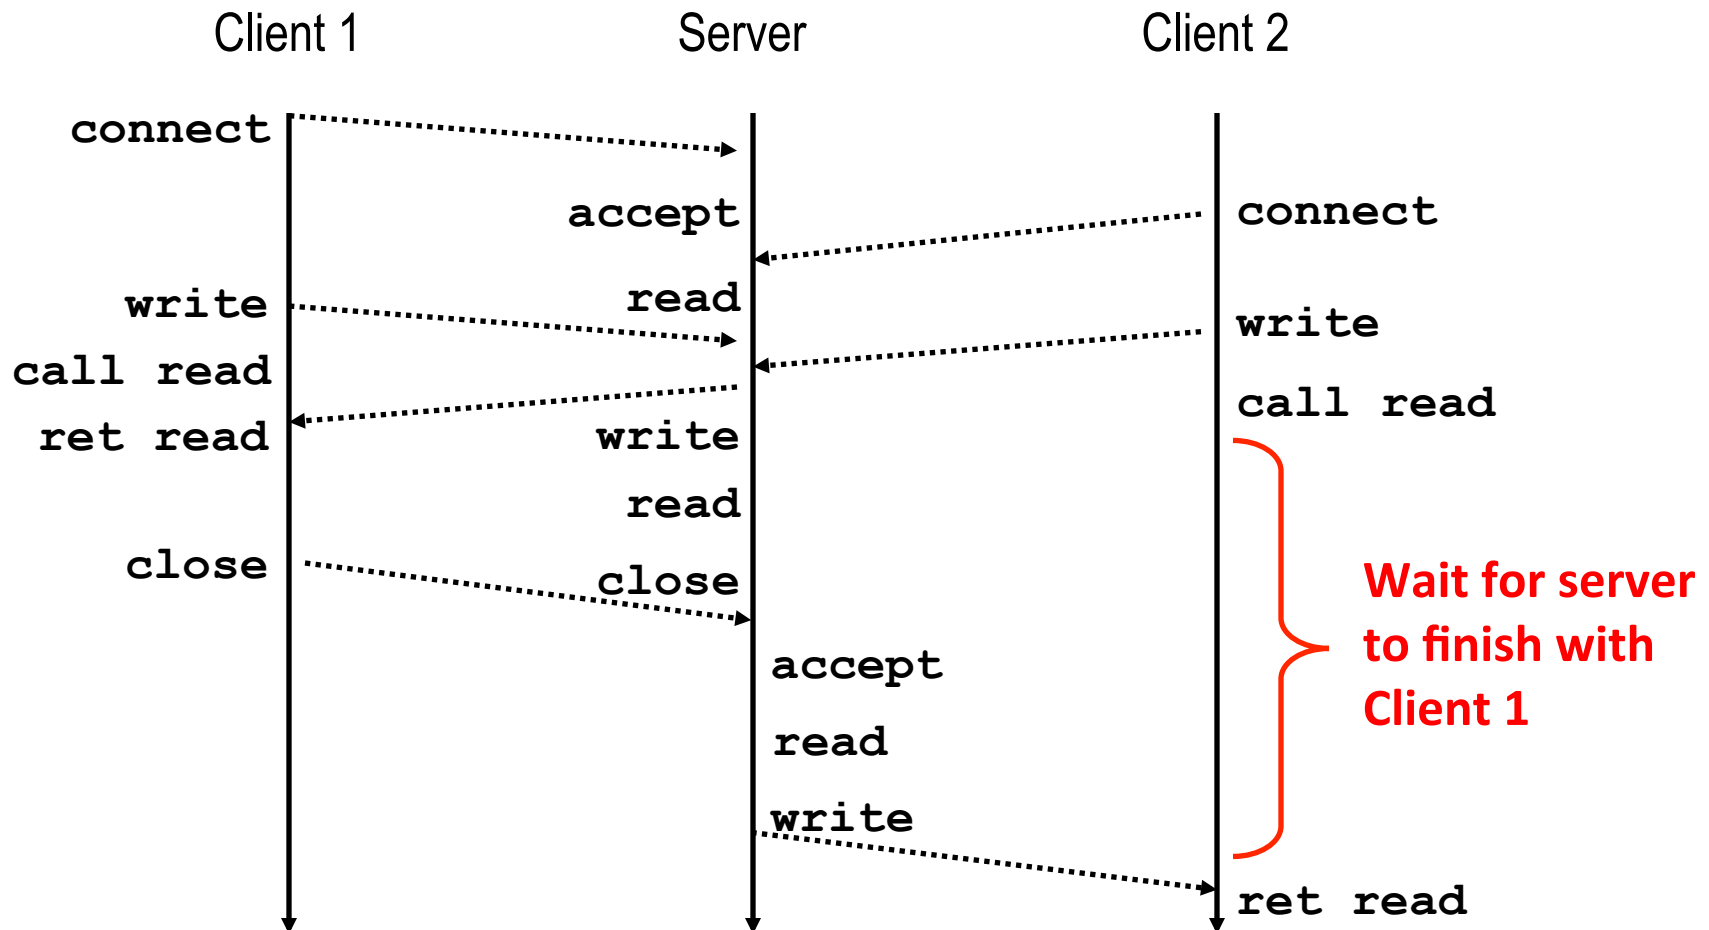 Client 1
Server
Client 2
connect
accept
connect
write
read
write
call read
call read
ret read
write
read
close
close
Wait for server
to finish with
Client 1
accept
read
write
ret read